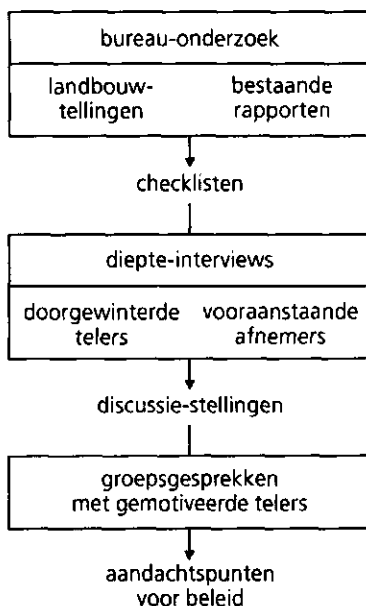 bureau-onderzoek
landbouw- bestaande
tellingen rapporten
checklisten
diepte-interviews
doorgewinterde vooraanstaande
telers afnemers
discussie-stellingen
groepsgesprekken
met gemotiveerde telers
aandachtspunten
voor beleid